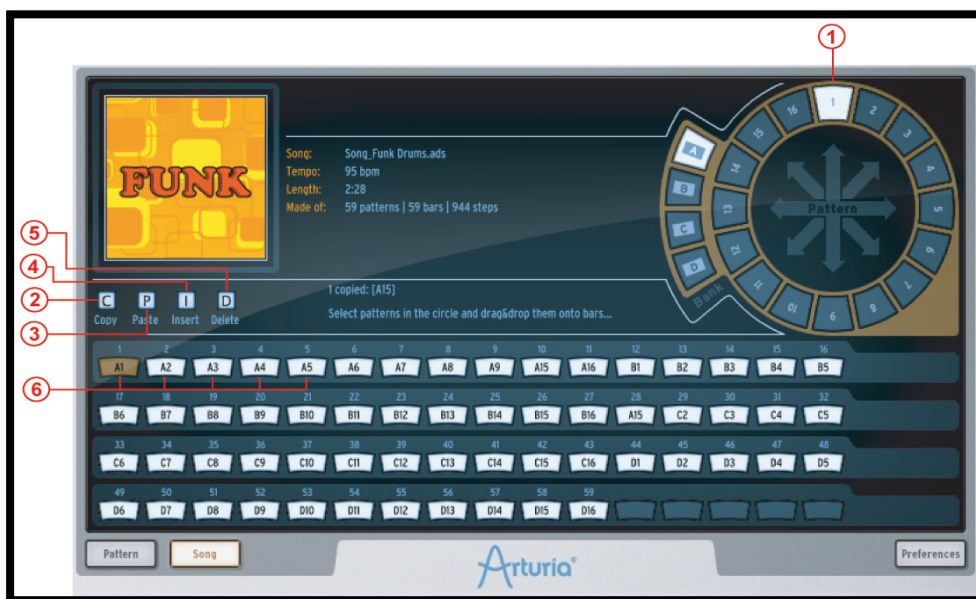 1
FUNK
Song: Song_Funk Drums.ads
Tempo: 95 bpm
Length: 2:28
Made of: 59 patterns | 59 bars | 944 steps
A
B
C
D
Bank
1
2
3
4
5
6
7
8
9
10
11
12
13
14
15
16
Pattern
5
4
2
3
6
C P I D
Copy Paste Insert Delete
1 copied: [A15]
Select patterns in the circle and drag&drop them onto bars...
1 2 3 4 5 6 7 8 9 10 11 12 13 14 15 16
A1 A2 A3 A4 A5 A6 A7 A8 A9 A15 A16 B1 B2 B3 B4 B5
17 18 19 20 21 22 23 24 25 26 27 28 29 30 31 32
B6 B7 B8 B9 B10 B11 B12 B13 B14 B15 B16 A15 C2 C3 C4 C5
33 34 35 36 37 38 39 40 41 42 43 44 45 46 47 48
C6 C7 C8 C9 C10 C11 C12 C13 C14 C15 C16 D1 D2 D3 D4 D5
49 50 51 52 53 54 55 56 57 58 59
D6 D7 D8 D9 D10 D11 D12 D13 D14 D15 D16
Pattern Song Arturia® Preferences